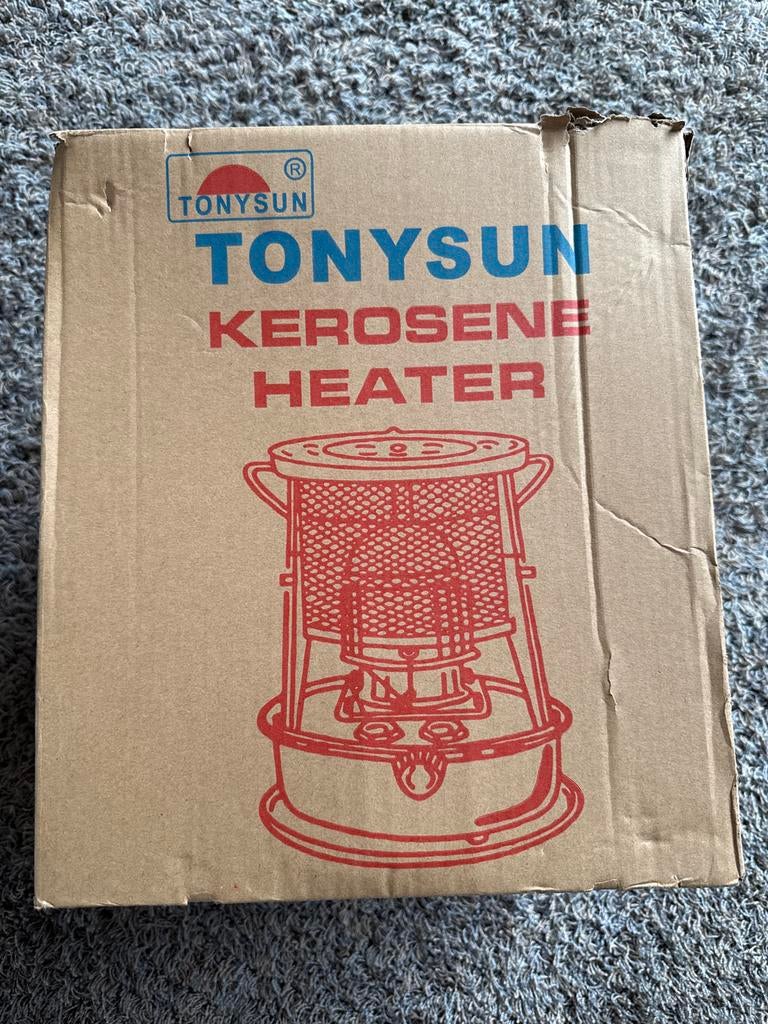 ®
TONYSUN
TONYSUN
KEROSENE
HEATER